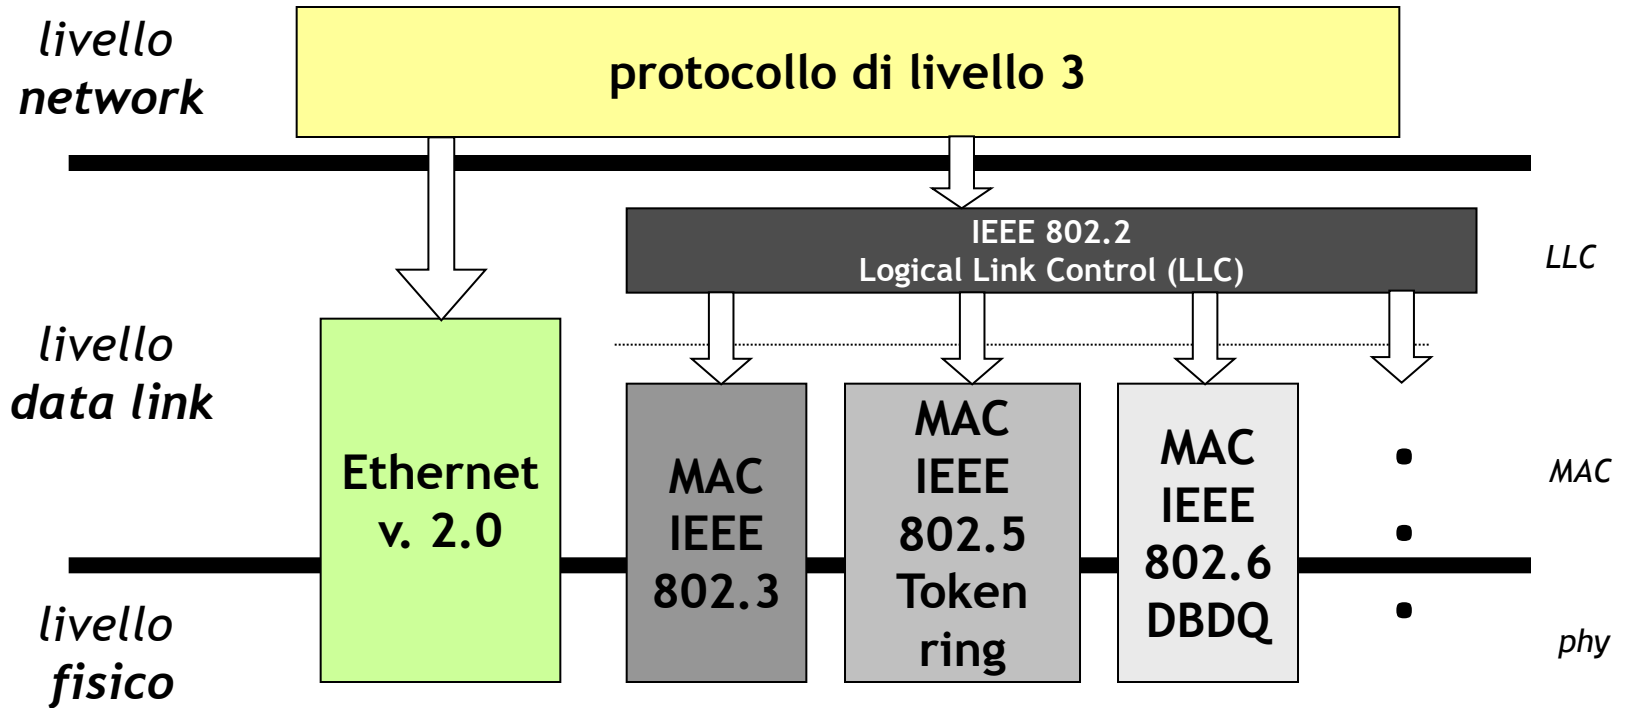 livello
network
protocollo di livello 3
IEEE 802.2
Logical Link Control (LLC)
LLC
livello
data link
Ethernet
v. 2.0
MAC
IEEE
802.3
MAC
IEEE
802.5
Token
ring
MAC
IEEE
802.6
DBDQ
MAC
livello
fisico
phy